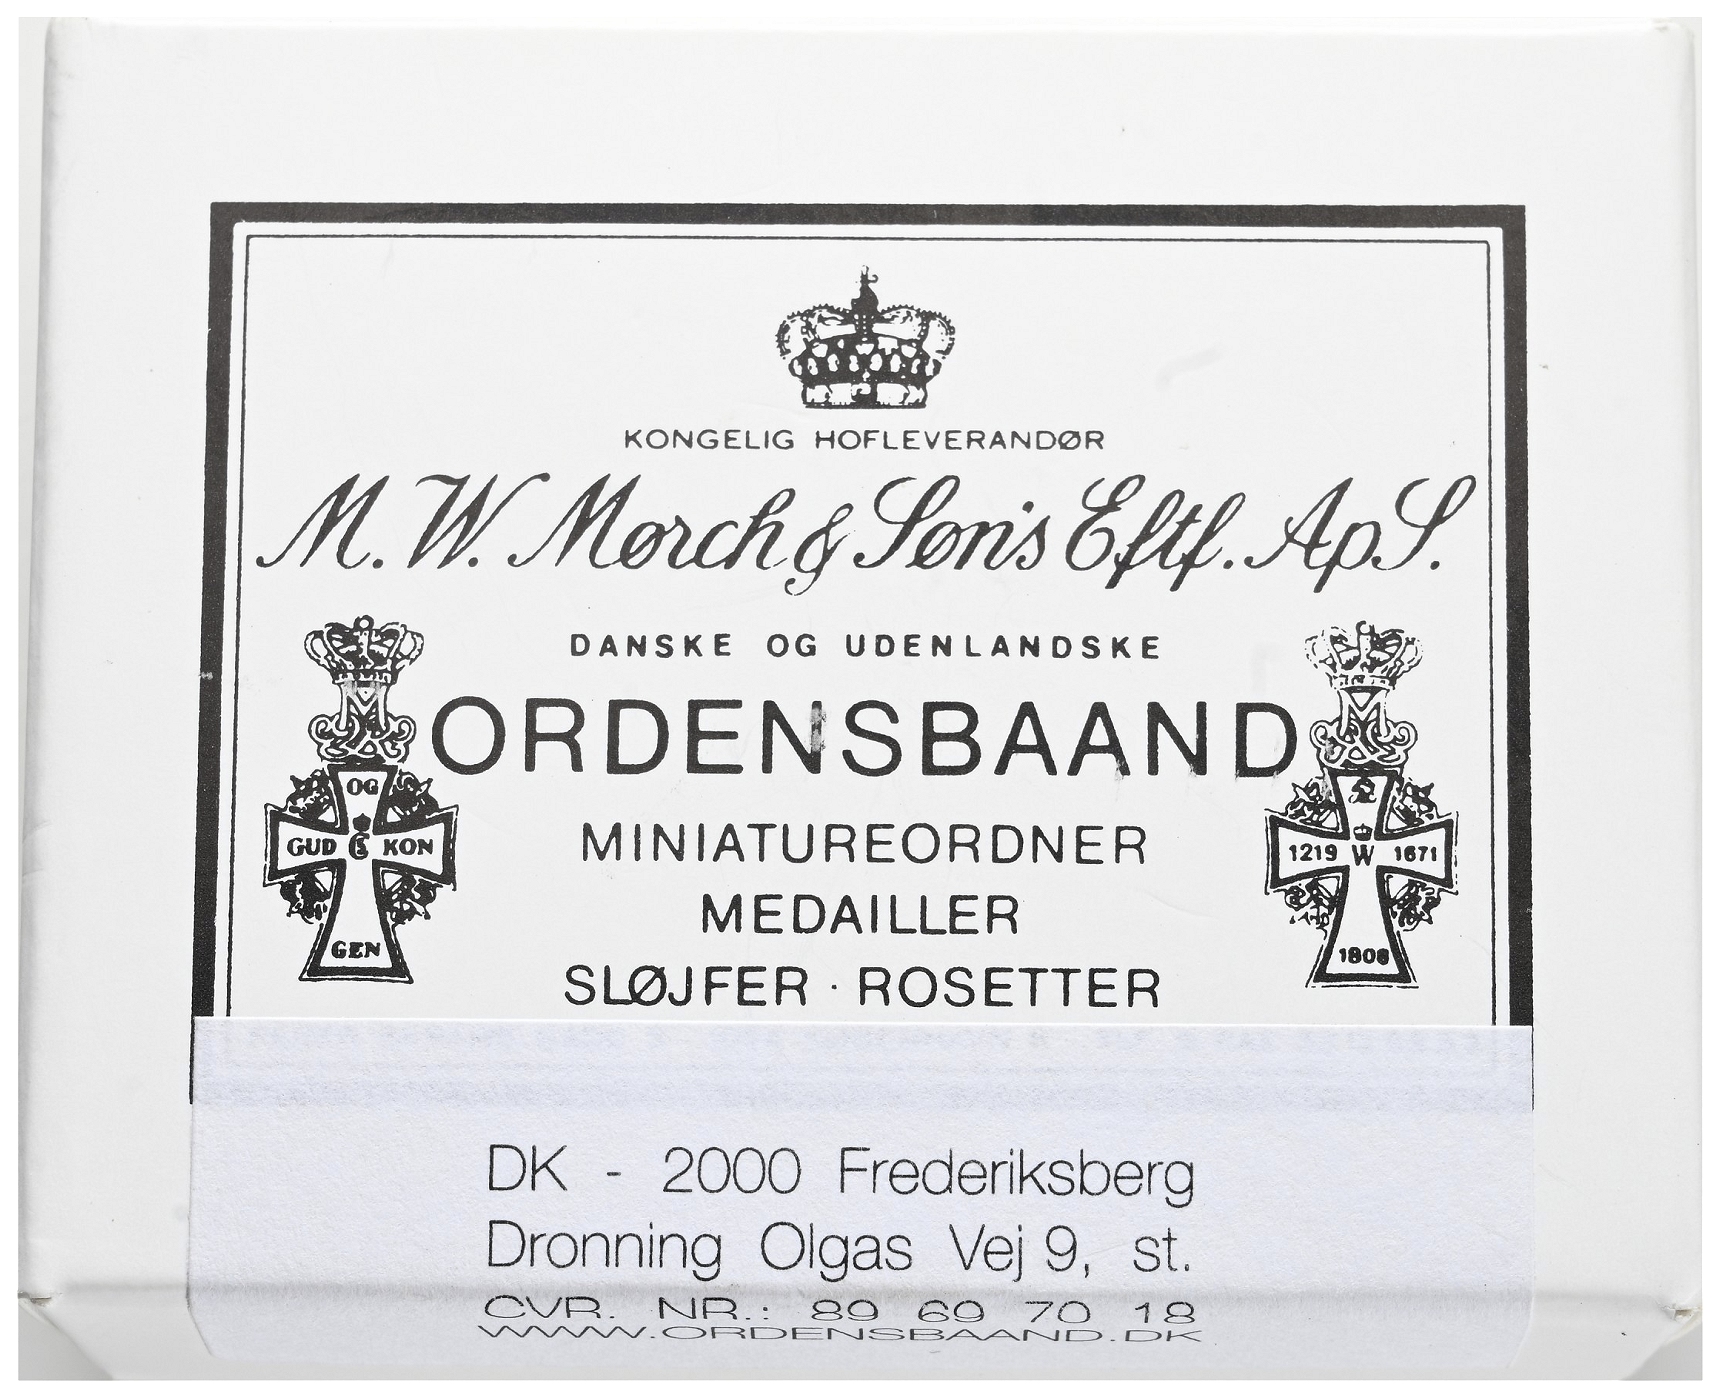 KONGELIG HOFLEVERANDØR
M. W. Mørch & Søn's Eftf. ApS.
DANSKE OG UDENLANDSKE
ORDENSBAAND
OG
GUD C5 KON
GEN
1219 W 1671
1808
MINIATUREORDNER
MEDAILLER
SLØJFER · ROSETTER
DK - 2000 Frederiksberg
Dronning Olgas Vej 9, st.
CVR. NR.: 89 69 70 18
WWW.ORDENSBAAND.DK